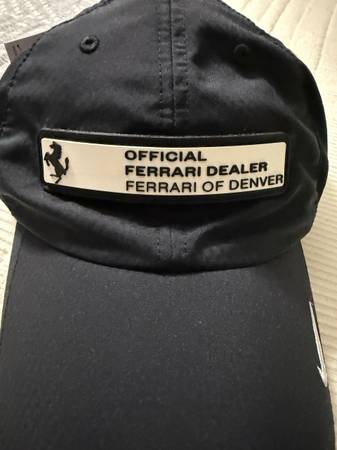 OFFICIAL
FERRARI DEALER
FERRARI OF DENVER